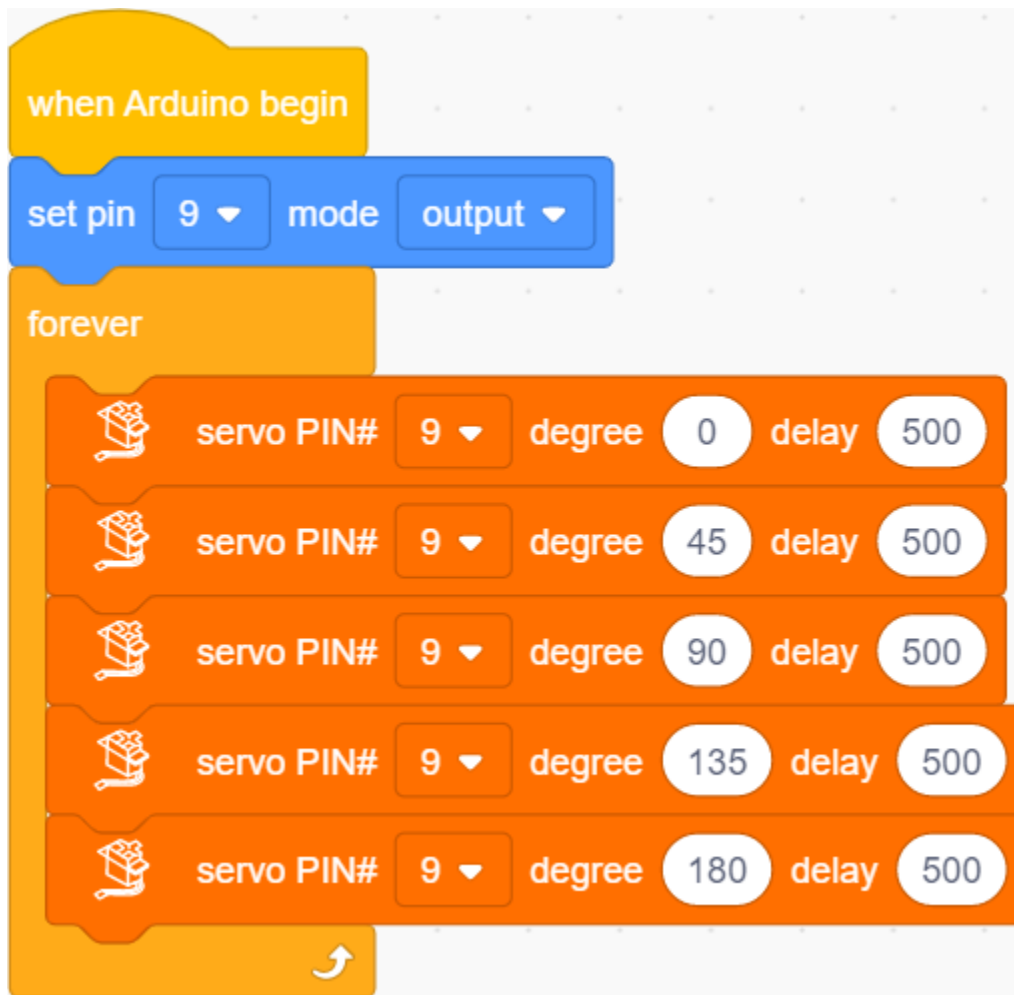 when Arduino begin
set pin 9 mode output
forever
servo PIN# 9 degree 0 delay 500
servo PIN# 9 degree 45 delay 500
servo PIN# 9 degree 90 delay 500
servo PIN# 9 degree 135 delay 500
servo PIN# 9 degree 180 delay 500